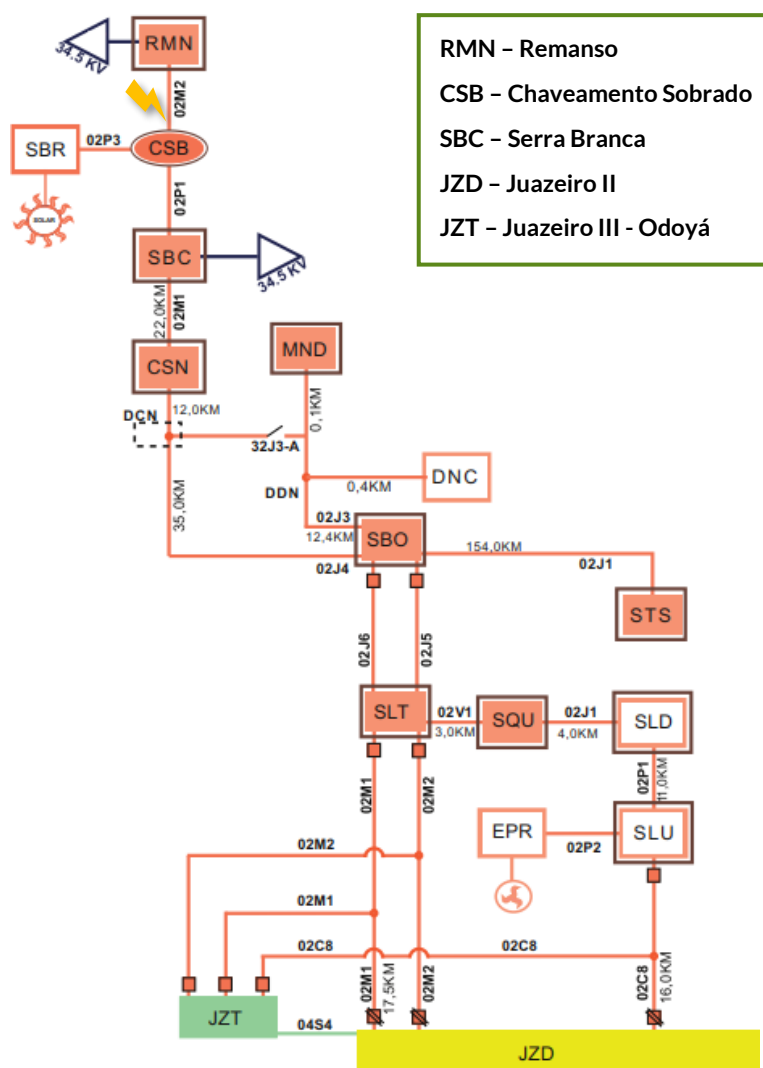 RMN
34.5 KV
02M2
CSB
02P3
SBR
SOLAR
02P1
SBC
34.5 KV
22,0KM
02M1
CSN
MND
DCN
12,0KM
0,1KM
32J3-A
DNC
0,4KM
DDN
35,0KM
02J3
12,4KM
SBO
02J4
154,0KM
02J1
STS
02J6
02J5
SLT
02V1
3,0KM
SQU
02J1
4,0KM
SLD
02P1
11,0KM
02M1
02M2
EPR
02P2
SLU
02M2
02M1
02C8
02C8
02M1
17,5KM
02M2
02C8
16,0KM
JZT
04S4
JZD
RMN – Remanso
CSB – Chaveamento Sobrado
SBC – Serra Branca
JZD – Juazeiro II
JZT – Juazeiro III - Odoyá